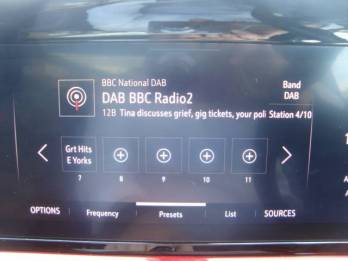 BBC National DAB
DAB BBC Radio2
Band
DAB
12B Tina discusses grief, gig tickets, your poli Station 4/10
Grt Hits
E Yorks
7 8 9 10 11
OPTIONS Frequency Presets List SOURCES